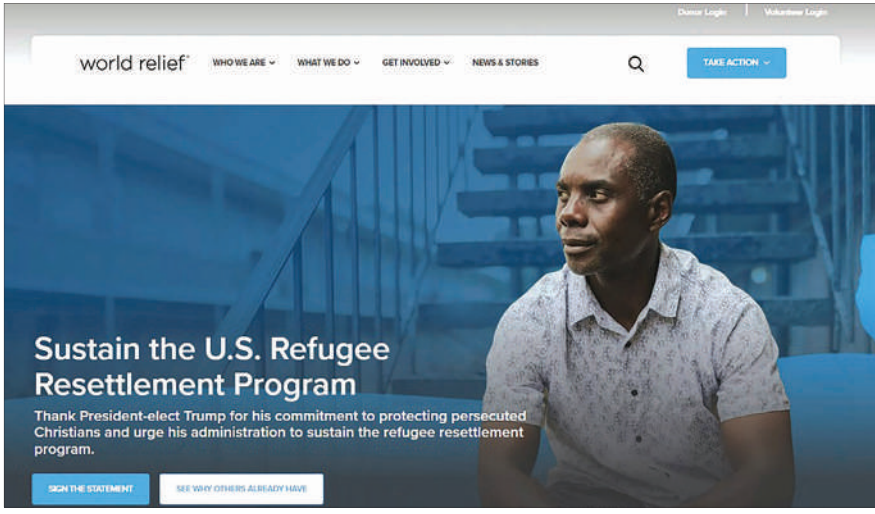 Donor Login | Volunteer Login
world relief®
WHO WE ARE
WHAT WE DO
GET INVOLVED
NEWS & STORIES
TAKE ACTION
Sustain the U.S. Refugee
Resettlement Program
Thank President-elect Trump for his commitment to protecting persecuted
Christians and urge his administration to sustain the refugee resettlement
program.
SIGN THE STATEMENT
SEE WHY OTHERS ALREADY HAVE